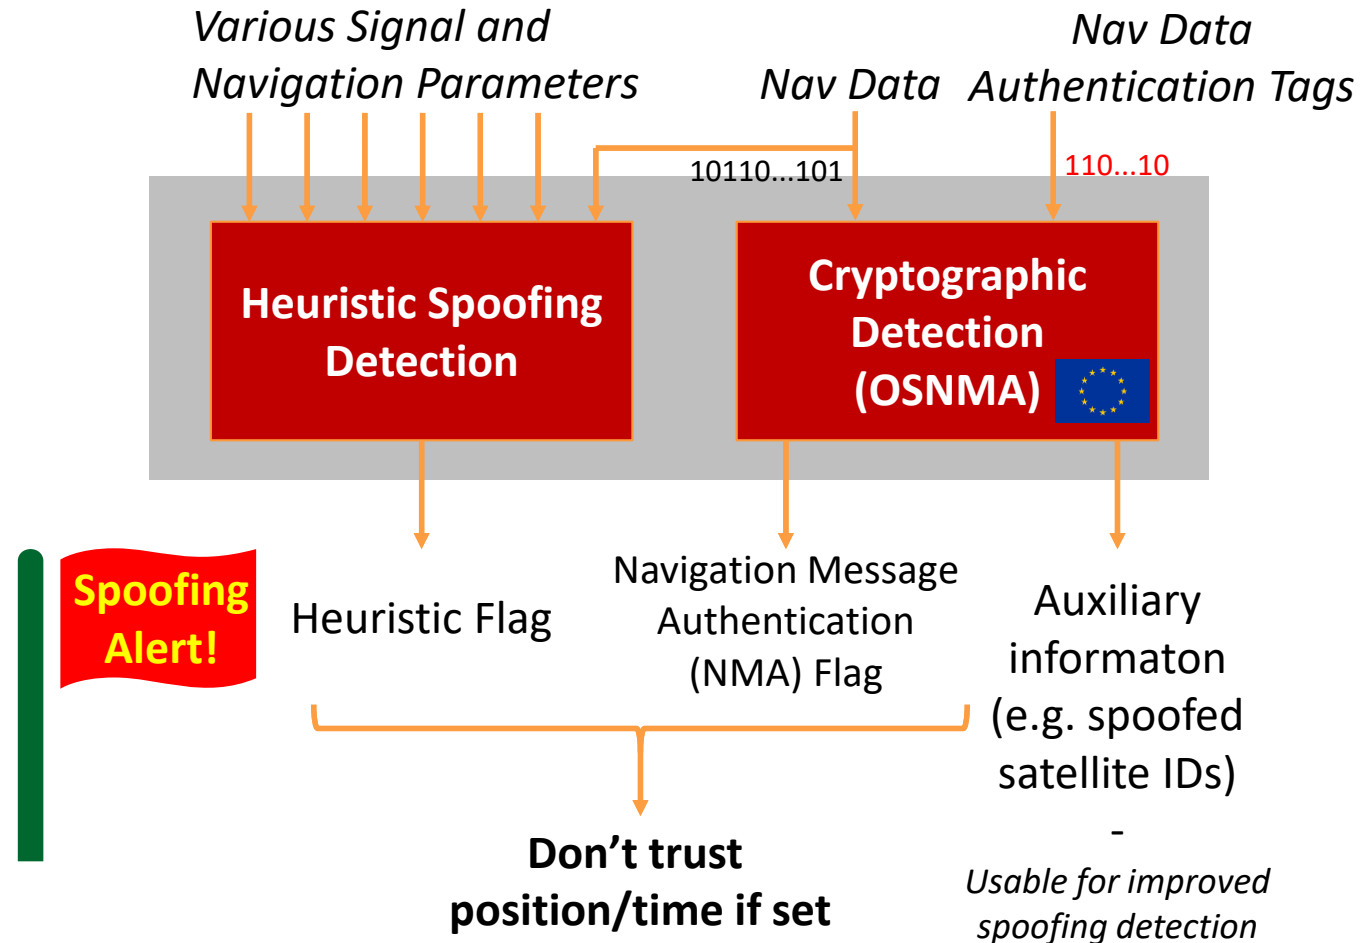 Various Signal and
Navigation Parameters
Nav Data
Nav Data
Authentication Tags
10110...101
110...10
Heuristic Spoofing
Detection
Cryptographic
Detection
(OSNMA)
Spoofing
Alert!
Heuristic Flag
Navigation Message
Authentication
(NMA) Flag
Auxiliary
informaton
(e.g. spoofed
satellite IDs)
-
Usable for improved
spoofing detection
Don’t trust
position/time if set